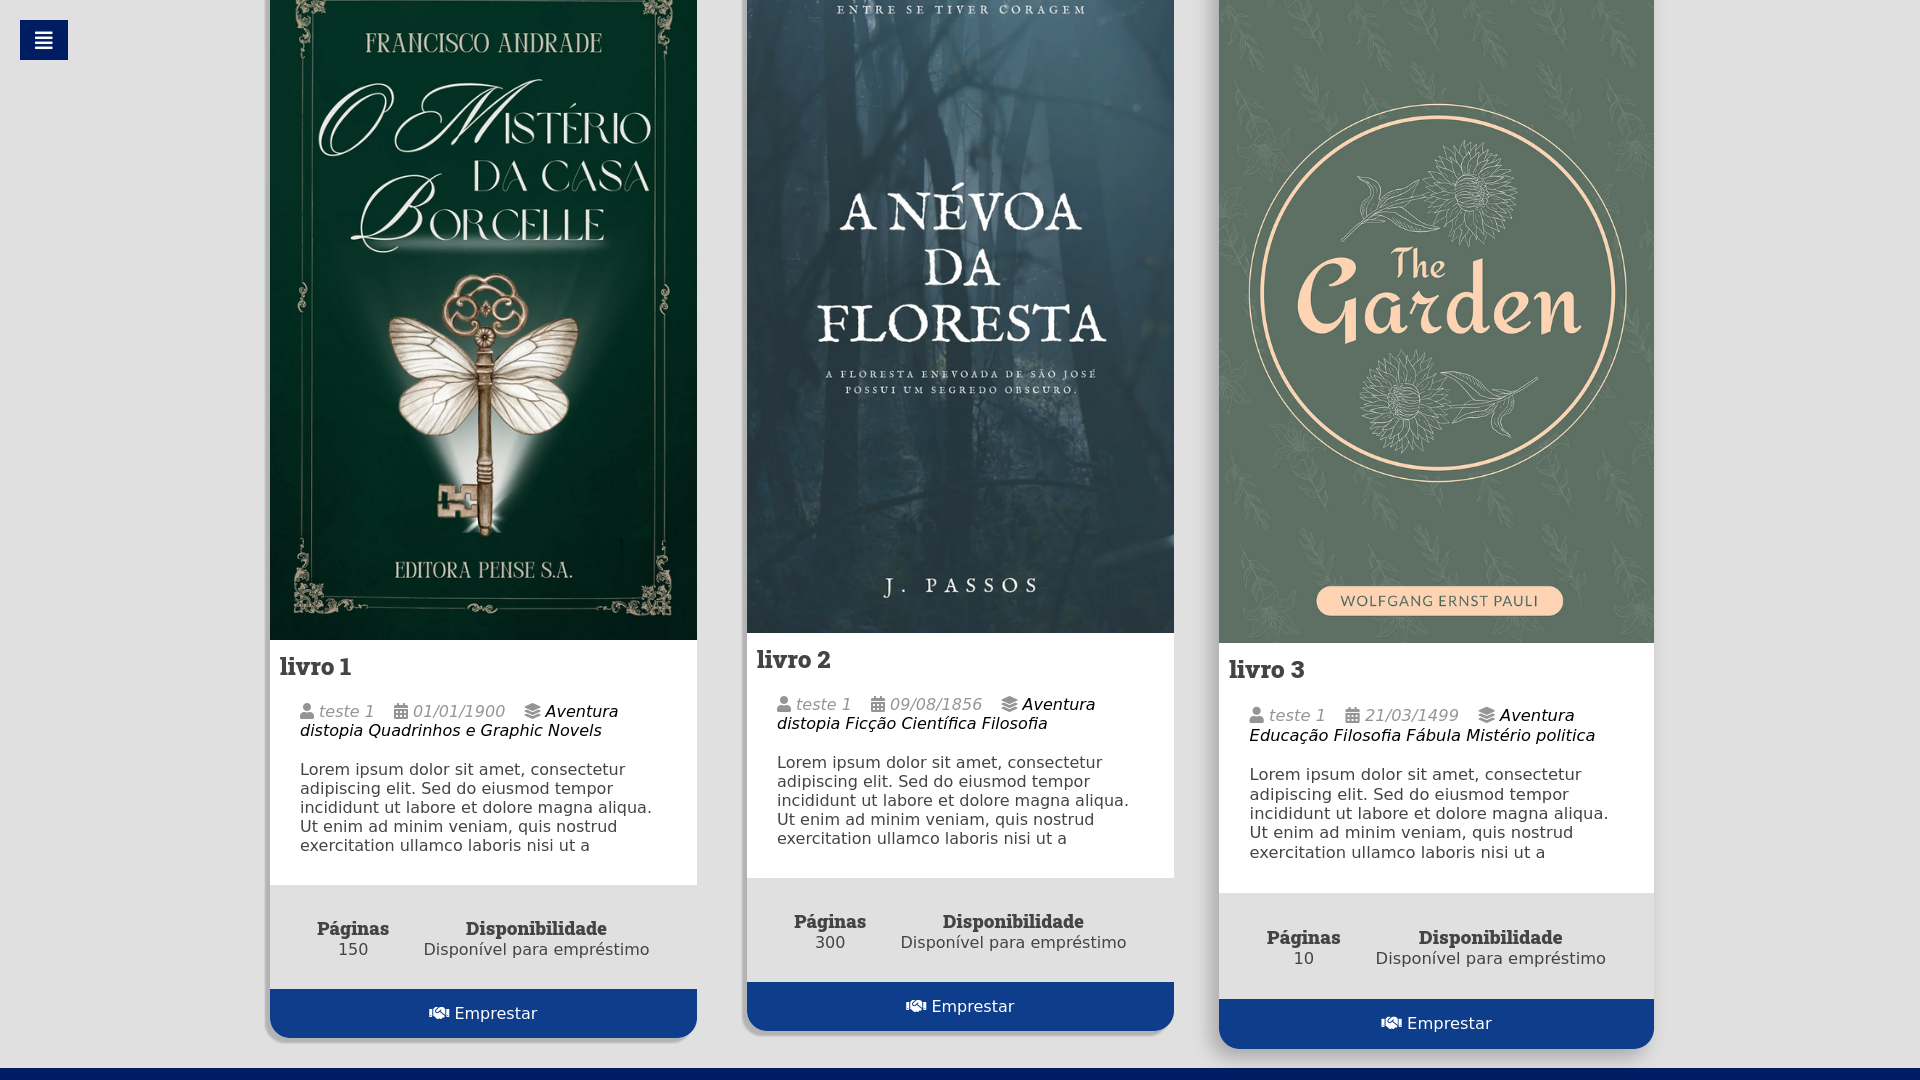 FRANCISCO ANDRADE
O MISTÉRIO
DA CASA
BORCELLE
EDITORA PENSE S.A.
livro 1
teste 1 01/01/1900 Aventura
distopia Quadrinhos e Graphic Novels
Lorem ipsum dolor sit amet, consectetur
adipiscing elit. Sed do eiusmod tempor
incididunt ut labore et dolore magna aliqua.
Ut enim ad minim veniam, quis nostrud
exercitation ullamco laboris nisi ut a
Páginas Disponibilidade
150 Disponível para empréstimo
Emprestar
ENTRE SE TIVER CORAGEM
A NÉVOA
DA
FLORESTA
A FLORESTA ENEVOADA DE SÃO JOSÉ
POSSUI UM SEGREDO OBSCURO.
J. PASSOS
livro 2
teste 1 09/08/1856 Aventura
distopia Ficção Científica Filosofia
Lorem ipsum dolor sit amet, consectetur
adipiscing elit. Sed do eiusmod tempor
incididunt ut labore et dolore magna aliqua.
Ut enim ad minim veniam, quis nostrud
exercitation ullamco laboris nisi ut a
Páginas Disponibilidade
300 Disponível para empréstimo
Emprestar
The
Garden
WOLFGANG ERNST PAULI
livro 3
teste 1 21/03/1499 Aventura
Educação Filosofia Fábula Mistério politica
Lorem ipsum dolor sit amet, consectetur
adipiscing elit. Sed do eiusmod tempor
incididunt ut labore et dolore magna aliqua.
Ut enim ad minim veniam, quis nostrud
exercitation ullamco laboris nisi ut a
Páginas Disponibilidade
10 Disponível para empréstimo
Emprestar